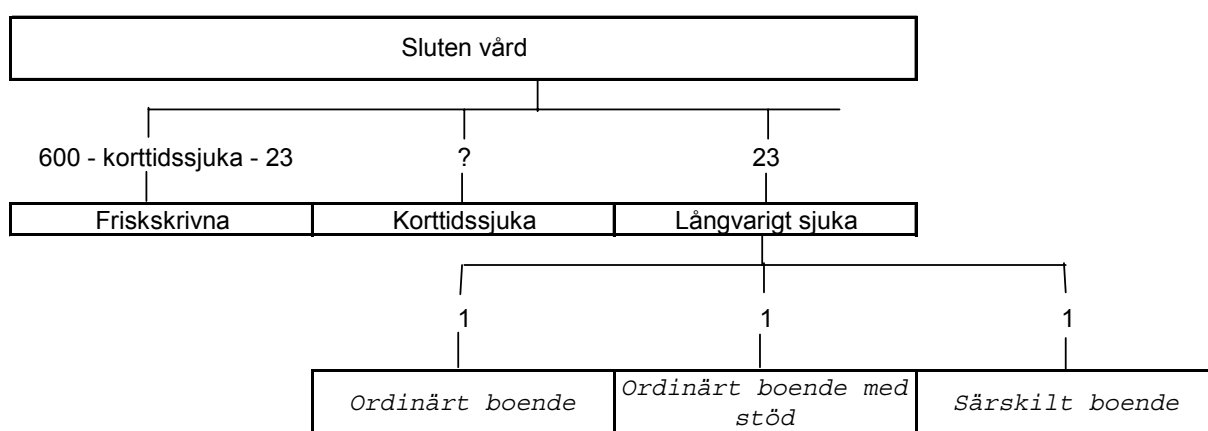 Sluten vård
600 - korttidssjuka - 23
?
23
Friskskrivna
Korttidssjuka
Långvarigt sjuka
1
1
1
Ordinärt boende
Ordinärt boende med
stöd
Särskilt boende